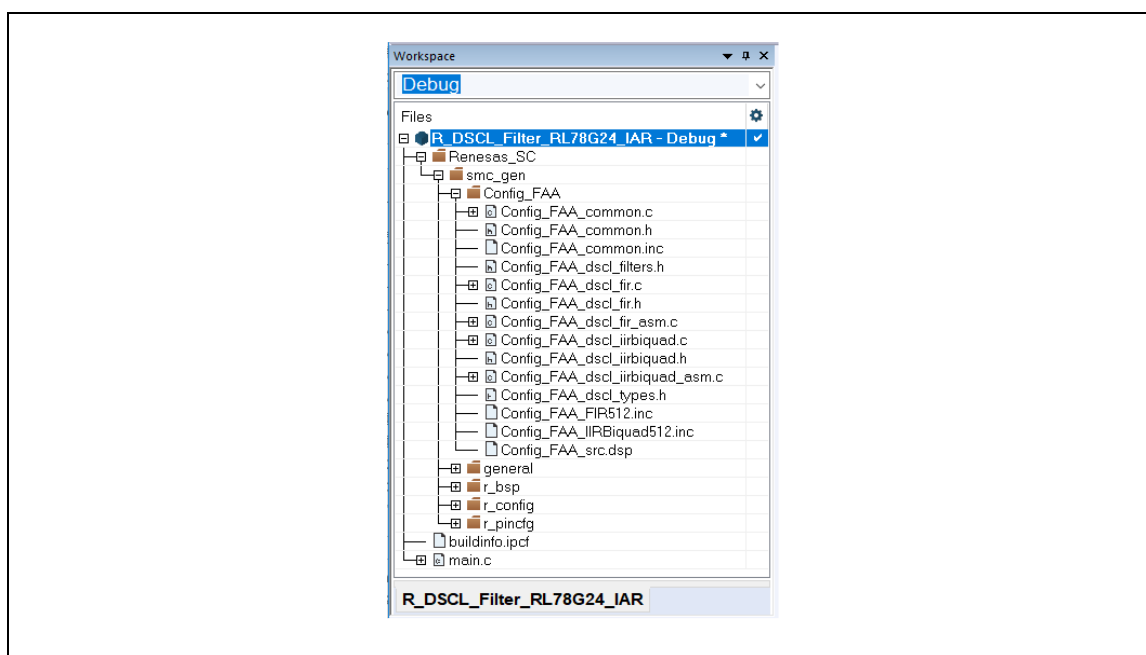 Workspace
Debug
Files
R_DSCL_Filter_RL78G24_IAR - Debug *
Renesas_SC
smc_gen
Config_FAA
Config_FAA_common.c
Config_FAA_common.h
Config_FAA_common.inc
Config_FAA_dscl_filters.h
Config_FAA_dscl_fir.c
Config_FAA_dscl_fir.h
Config_FAA_dscl_fir_asm.c
Config_FAA_dscl_iirbiquad.c
Config_FAA_dscl_iirbiquad.h
Config_FAA_dscl_iirbiquad_asm.c
Config_FAA_dscl_types.h
Config_FAA_FIR512.inc
Config_FAA_IIRBiquad512.inc
Config_FAA_src.dsp
general
r_bsp
r_config
r_pincfg
buildinfo.ipcf
main.c
R_DSCL_Filter_RL78G24_IAR